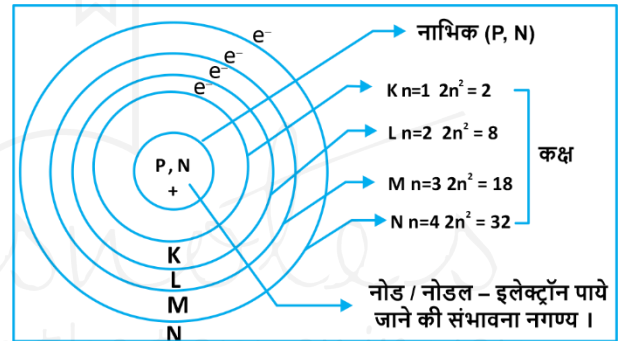 e⁻
e⁻
e⁻
e⁻
P, N
+
K
L
M
N
नाभिक (P, N)
K n=1 2n² = 2
L n=2 2n² = 8
M n=3 2n² = 18
N n=4 2n² = 32
कक्ष
नोड / नोडल – इलेक्ट्रॉन पाये
जाने की संभावना नगण्य ।